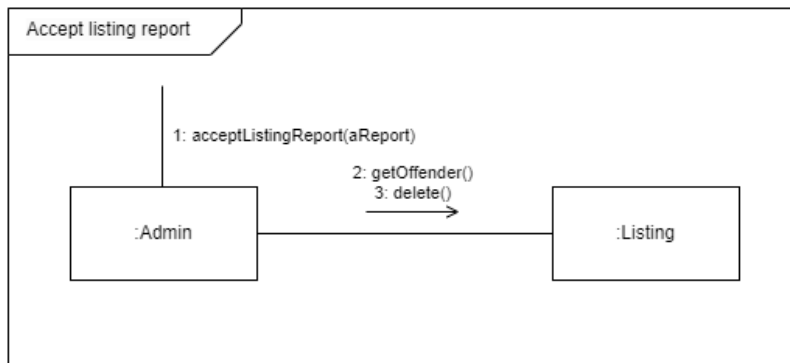 Accept listing report
1: acceptListingReport(aReport)
2: getOffender()
3: delete()
:Admin
:Listing